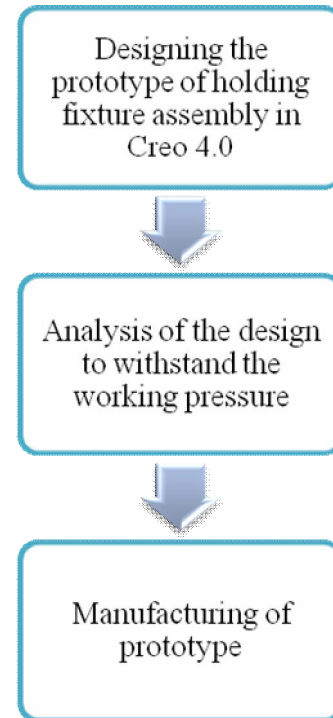 Designing the
prototype of holding
fixture assembly in
Creo 4.0
Analysis of the design
to withstand the
working pressure
Manufacturing of
prototype